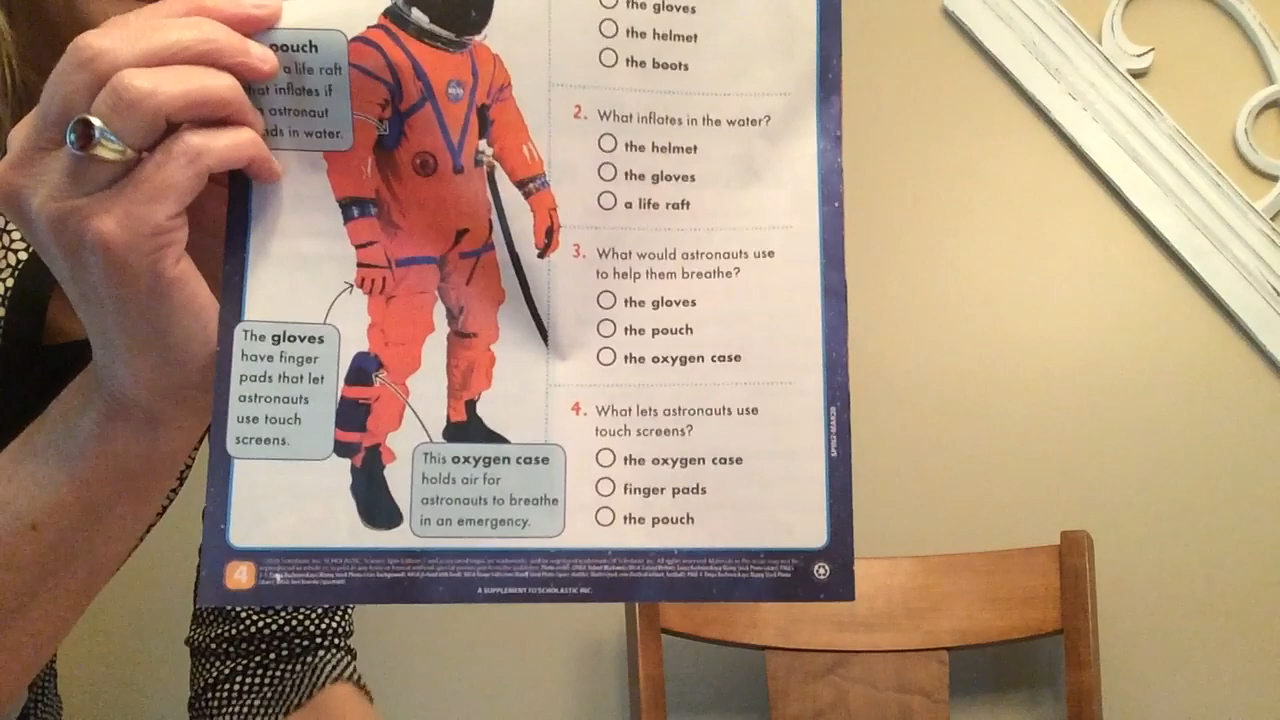 pouch
a life raft
that inflates if
astronaut
in water.
NASA
The gloves
have finger
pads that let
astronauts
use touch
screens.
This oxygen case
holds air for
astronauts to breathe
in an emergency.
the gloves
the helmet
the boots
2. What inflates in the water?
the helmet
the gloves
a life raft
3. What would astronauts use
to help them breathe?
the gloves
the pouch
the oxygen case
4. What lets astronauts use
touch screens?
the oxygen case
finger pads
the pouch
4
A SUPPLEMENT TO SCHOLASTIC INC.